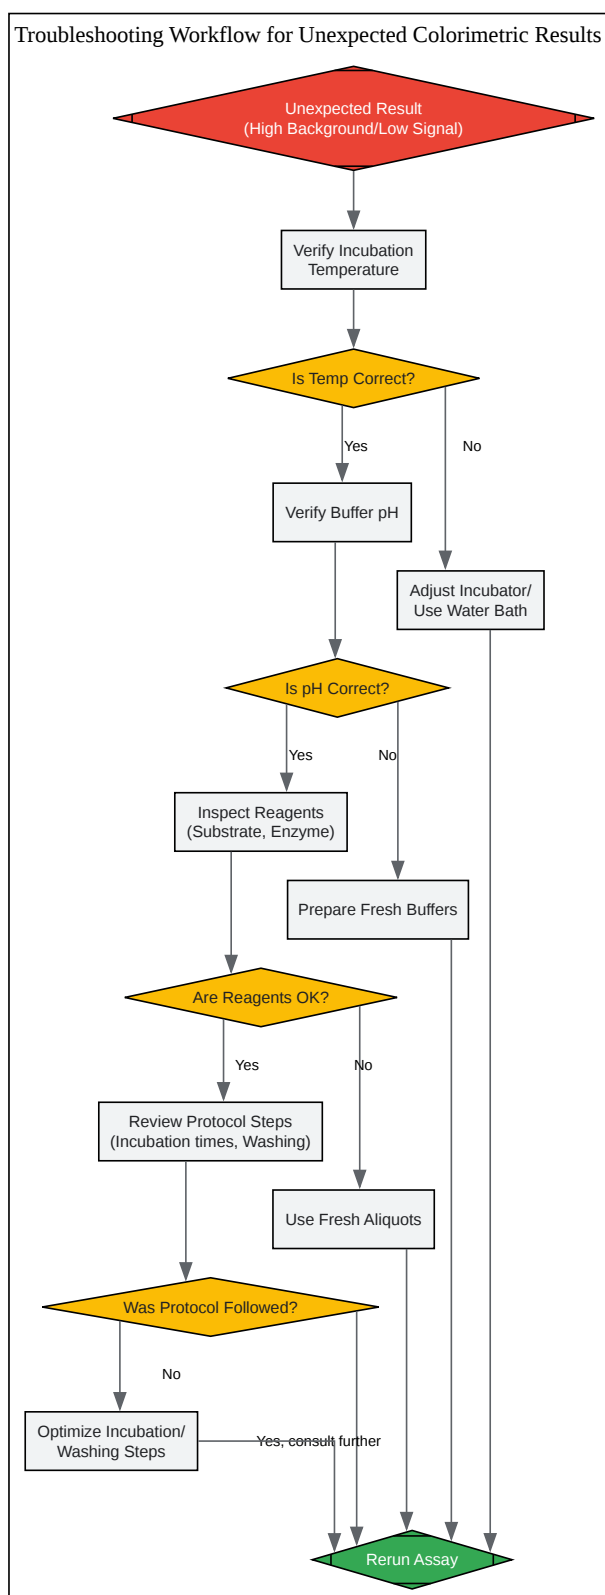 Troubleshooting Workflow for Unexpected Colorimetric Results
Unexpected Result
(High Background/Low Signal)
Verify Incubation
Temperature
Is Temp Correct?
Yes
No
Verify Buffer pH
Adjust Incubator/
Use Water Bath
Is pH Correct?
Yes
No
Inspect Reagents
(Substrate, Enzyme)
Prepare Fresh Buffers
Are Reagents OK?
Yes
No
Review Protocol Steps
(Incubation times, Washing)
Use Fresh Aliquots
Was Protocol Followed?
No
Optimize Incubation/
Washing Steps
Yes, consult further
Rerun Assay